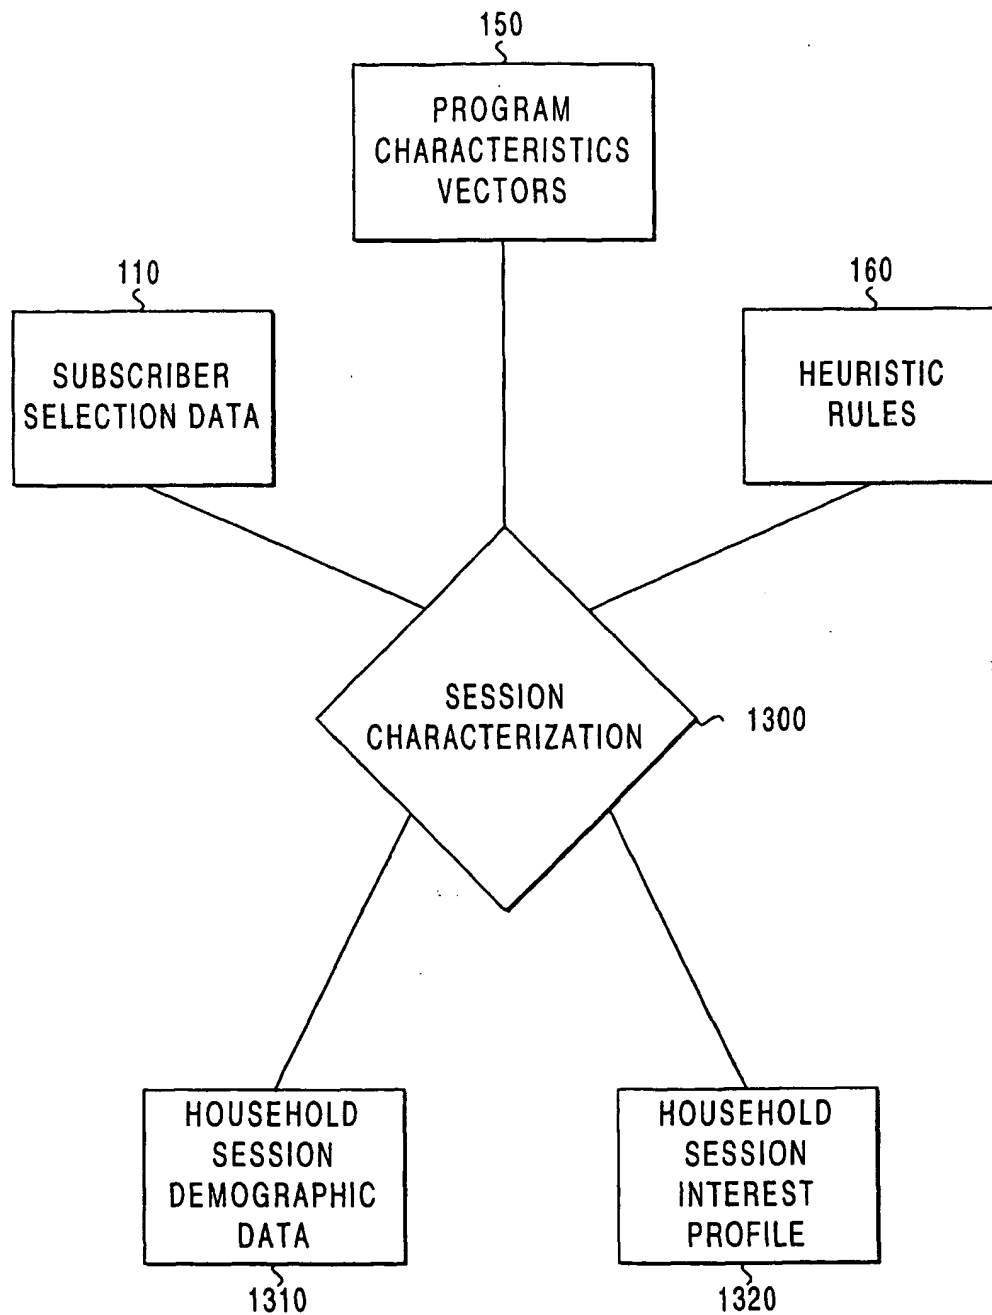 150
PROGRAM
CHARACTERISTICS
VECTORS
110
SUBSCRIBER
SELECTION DATA
160
HEURISTIC
RULES
SESSION
CHARACTERIZATION
1300
HOUSEHOLD
SESSION
DEMOGRAPHIC
DATA
1310
HOUSEHOLD
SESSION
INTEREST
PROFILE
1320